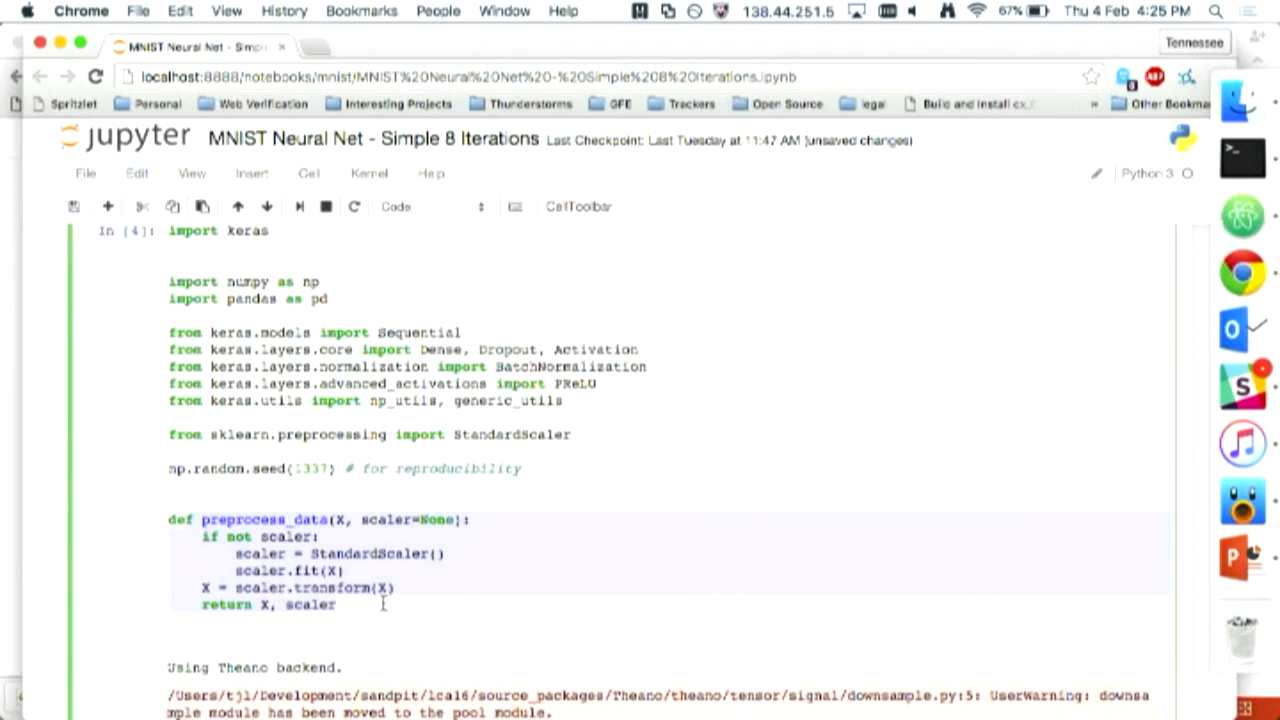 Chrome File Edit View History Bookmarks People Window Help 138.44.251.5 67% Thu 4 Feb 4:25 PM
MNIST Neural Net - Simpl Tennessee
localhost:8888/notebooks/mnist/MNIST%20Neural%20Net%20-%20Simple%208%20Iterations.ipynb
Spritzlet Personal Web Verification Interesting Projects Thunderstorms GFE Trackers Open Source legal Build and Install cx_ » Other Bookma
jupyter MNIST Neural Net - Simple 8 Iterations Last Checkpoint: Last Tuesday at 11:47 AM (unsaved changes)
File Edit View Insert Cell Kernel Help Python 3
Code CellToolbar
In [4]: import keras
import numpy as np
import pandas as pd
from keras.models import Sequential
from keras.layers.core import Dense, Dropout, Activation
from keras.layers.normalization import BatchNormalization
from keras.layers.advanced_activations import PReLU
from keras.utils import np_utils, generic_utils
from sklearn.preprocessing import StandardScaler
np.random.seed(1337) # for reproducibility
def preprocess_data(X, scaler=None):
if not scaler:
scaler = StandardScaler()
scaler.fit(X)
X = scaler.transform(X)
return X, scaler
Using Theano backend.
/Users/tjl/Development/sandpit/lca16/source_packages/Theano/theano/tensor/signal/downsample.py:5: UserWarning: downsa
mple module has been moved to the pool module.